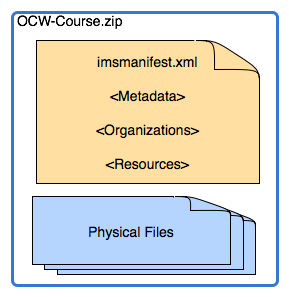 OCW-Course.zip
imsmanifest.xml
<Metadata>
<Organizations>
<Resources>
Physical Files